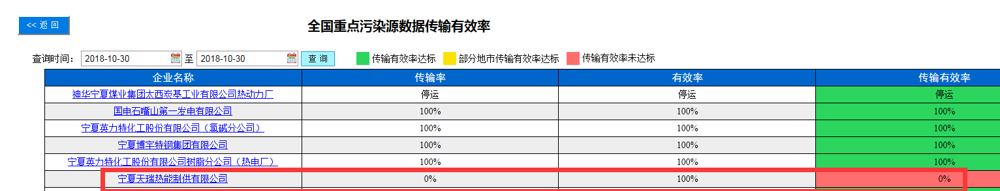 << 返 回
全国重点污染源数据传输有效率
查询时间： 2018-10-30 至 2018-10-30 查 询 传输有效率达标 部分地市传输有效率达标 传输有效率未达标
企业名称 传输率 有效率 传输有效率
神华宁夏煤业集团太西炭基工业有限公司热动力厂 停运 停运 停运
国电石嘴山第一发电有限公司 100% 100% 100%
宁夏英力特化工股份有限公司（氯碱分公司） 100% 100% 100%
宁夏博宇特钢集团有限公司 100% 100% 100%
宁夏英力特化工股份有限公司树脂分公司（热电厂） 100% 100% 100%
宁夏天瑞热能制供有限公司 0% 100% 0%